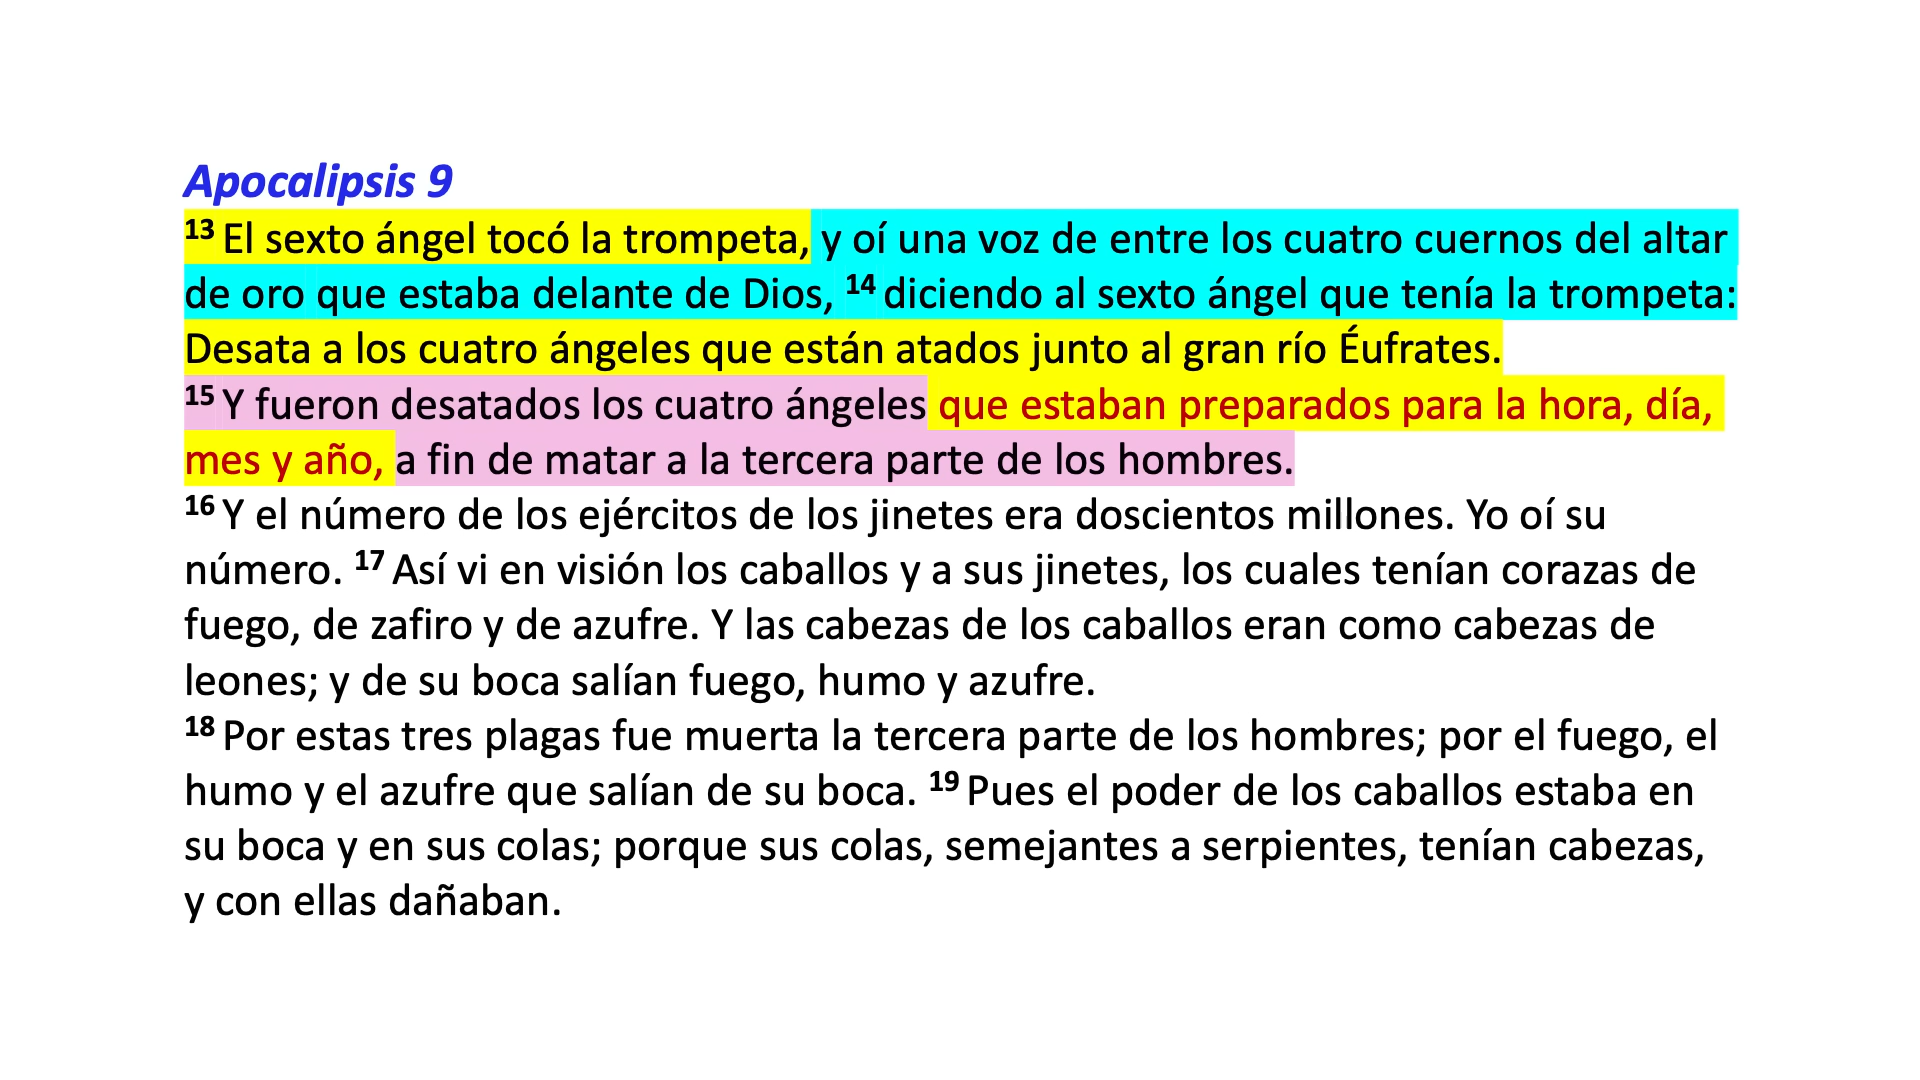 Apocalipsis 9
13 El sexto ángel tocó la trompeta, y oí una voz de entre los cuatro cuernos del altar
de oro que estaba delante de Dios, 14 diciendo al sexto ángel que tenía la trompeta:
Desata a los cuatro ángeles que están atados junto al gran río Éufrates.
15 Y fueron desatados los cuatro ángeles que estaban preparados para la hora, día,
mes y año, a fin de matar a la tercera parte de los hombres.
16 Y el número de los ejércitos de los jinetes era doscientos millones. Yo oí su
número. 17 Así vi en visión los caballos y a sus jinetes, los cuales tenían corazas de
fuego, de zafiro y de azufre. Y las cabezas de los caballos eran como cabezas de
leones; y de su boca salían fuego, humo y azufre.
18 Por estas tres plagas fue muerta la tercera parte de los hombres; por el fuego, el
humo y el azufre que salían de su boca. 19 Pues el poder de los caballos estaba en
su boca y en sus colas; porque sus colas, semejantes a serpientes, tenían cabezas,
y con ellas dañaban.